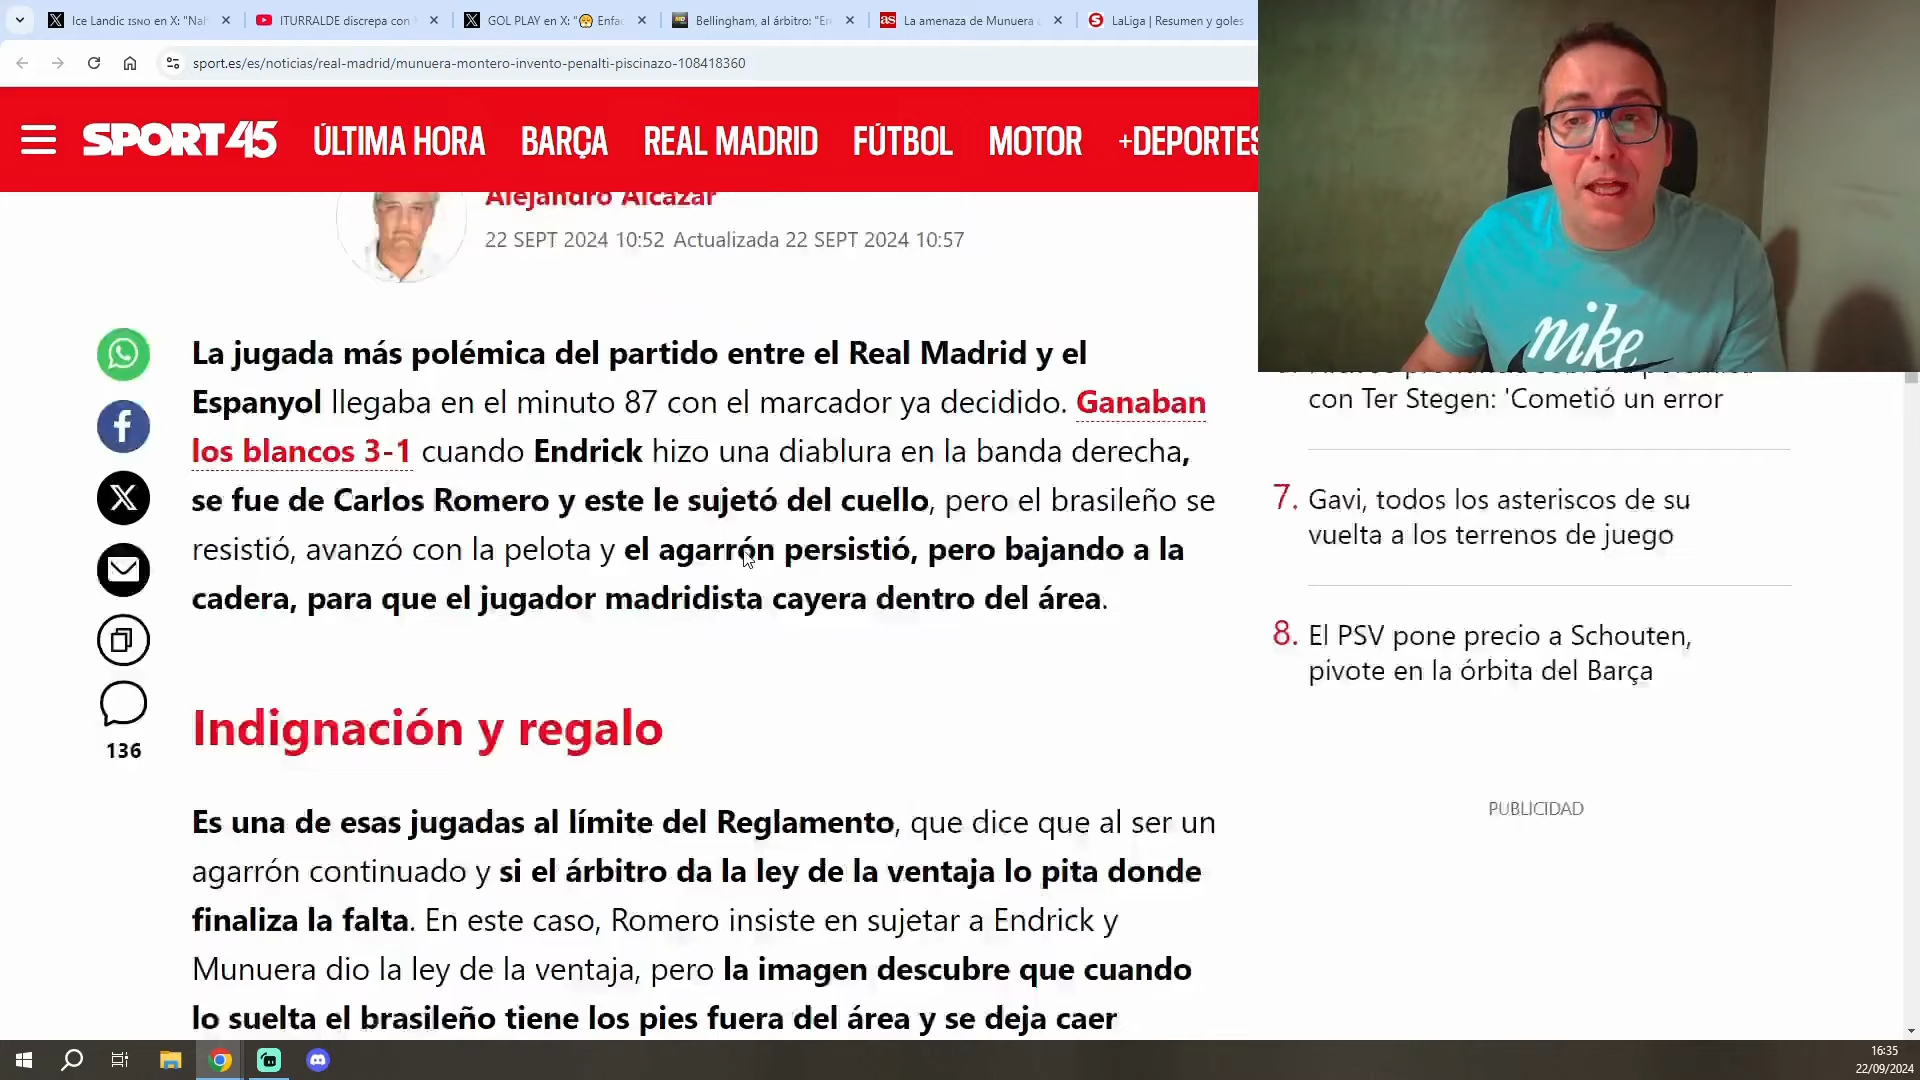 Ice Landic ɪsɴᴏ en X: "Nal
ITURRALDE discrepa con
GOL PLAY en X: "😡 Enfa
Bellingham, al árbitro: "Er
La amenaza de Munuera
LaLiga | Resumen y goles
sport.es/es/noticias/real-madrid/munuera-montero-invento-penalti-piscinazo-108418360
SPORT 45
ÚLTIMA HORA
BARÇA
REAL MADRID
FÚTBOL
MOTOR
+DEPORTES
Alejandro Alcázar
22 SEPT 2024 10:52 Actualizada 22 SEPT 2024 10:57
La jugada más polémica del partido entre el Real Madrid y el
Espanyol llegaba en el minuto 87 con el marcador ya decidido. Ganaban
los blancos 3-1 cuando Endrick hizo una diablura en la banda derecha,
se fue de Carlos Romero y este le sujetó del cuello, pero el brasileño se
resistió, avanzó con la pelota y el agarrón persistió, pero bajando a la
cadera, para que el jugador madridista cayera dentro del área.
136
Indignación y regalo
Es una de esas jugadas al límite del Reglamento, que dice que al ser un
agarrón continuado y si el árbitro da la ley de la ventaja lo pita donde
finaliza la falta. En este caso, Romero insiste en sujetar a Endrick y
Munuera dio la ley de la ventaja, pero la imagen descubre que cuando
lo suelta el brasileño tiene los pies fuera del área y se deja caer
con Ter Stegen: 'Cometió un error
7. Gavi, todos los asteriscos de su
vuelta a los terrenos de juego
8. El PSV pone precio a Schouten,
pivote en la órbita del Barça
PUBLICIDAD
nike
16:35
22/09/2024